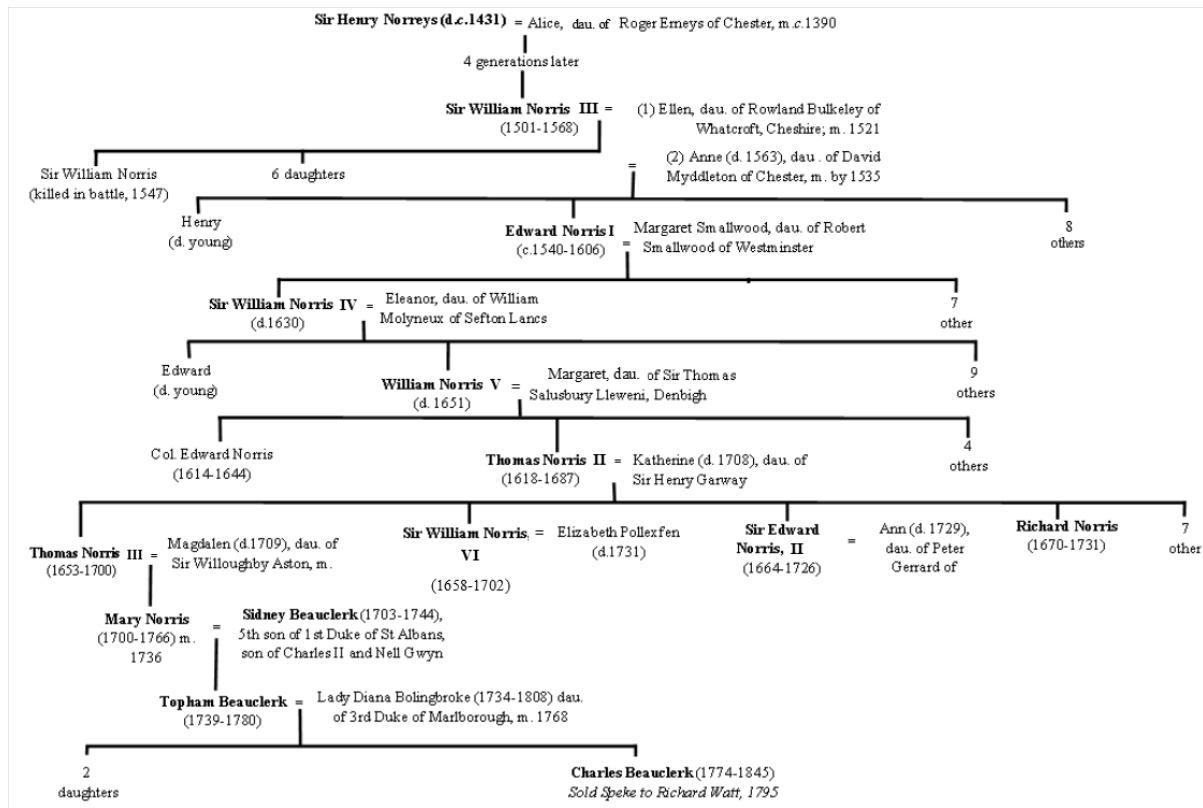 Sir Henry Norreys (d.c.1431) = Alice, dau. of Roger Erneys of Chester, m.c.1390
4 generations later
Sir William Norris III =
(1501-1568)
(1) Ellen, dau. of Rowland Bulkeley of
Whatcroft, Cheshire; m. 1521
Sir William Norris
(killed in battle, 1547)
6 daughters
=
(2) Anne (d. 1563), dau. of David
Myddleton of Chester, m. by 1535
Henry
(d. young)
Edward Norris I
(c.1540-1606)
=
Margaret Smallwood, dau. of Robert
Smallwood of Westminster
8
others
Sir William Norris IV =
(d.1630)
Eleanor, dau. of William
Molyneux of Sefton Lancs
7
other
Edward
(d. young)
William Norris V =
(d. 1651)
Margaret, dau. of Sir Thomas
Salusbury Lleweni, Denbigh
9
others
Col. Edward Norris
(1614-1644)
Thomas Norris II =
(1618-1687)
Katherine (d. 1708), dau. of
Sir Henry Garway
4
others
Thomas Norris III =
(1653-1700)
Magdalen (d.1709), dau. of
Sir Willoughby Aston, m.
Sir William Norris, =
VI
(1658-1702)
Elizabeth Pollexfen
(d.1731)
Sir Edward
Norris, II
(1664-1726)
=
Ann (d. 1729),
dau. of Peter
Gerrard of
Richard Norris
(1670-1731)
7
other
Mary Norris
(1700-1766) m.
1736
=
Sidney Beauclerk (1703-1744),
5th son of 1st Duke of St Albans,
son of Charles II and Nell Gwyn
Topham Beauclerk =
(1739-1780)
Lady Diana Bolingbroke (1734-1808) dau.
of 3rd Duke of Marlborough, m. 1768
2
daughters
Charles Beauclerk (1774-1845)
Sold Speke to Richard Watt, 1795